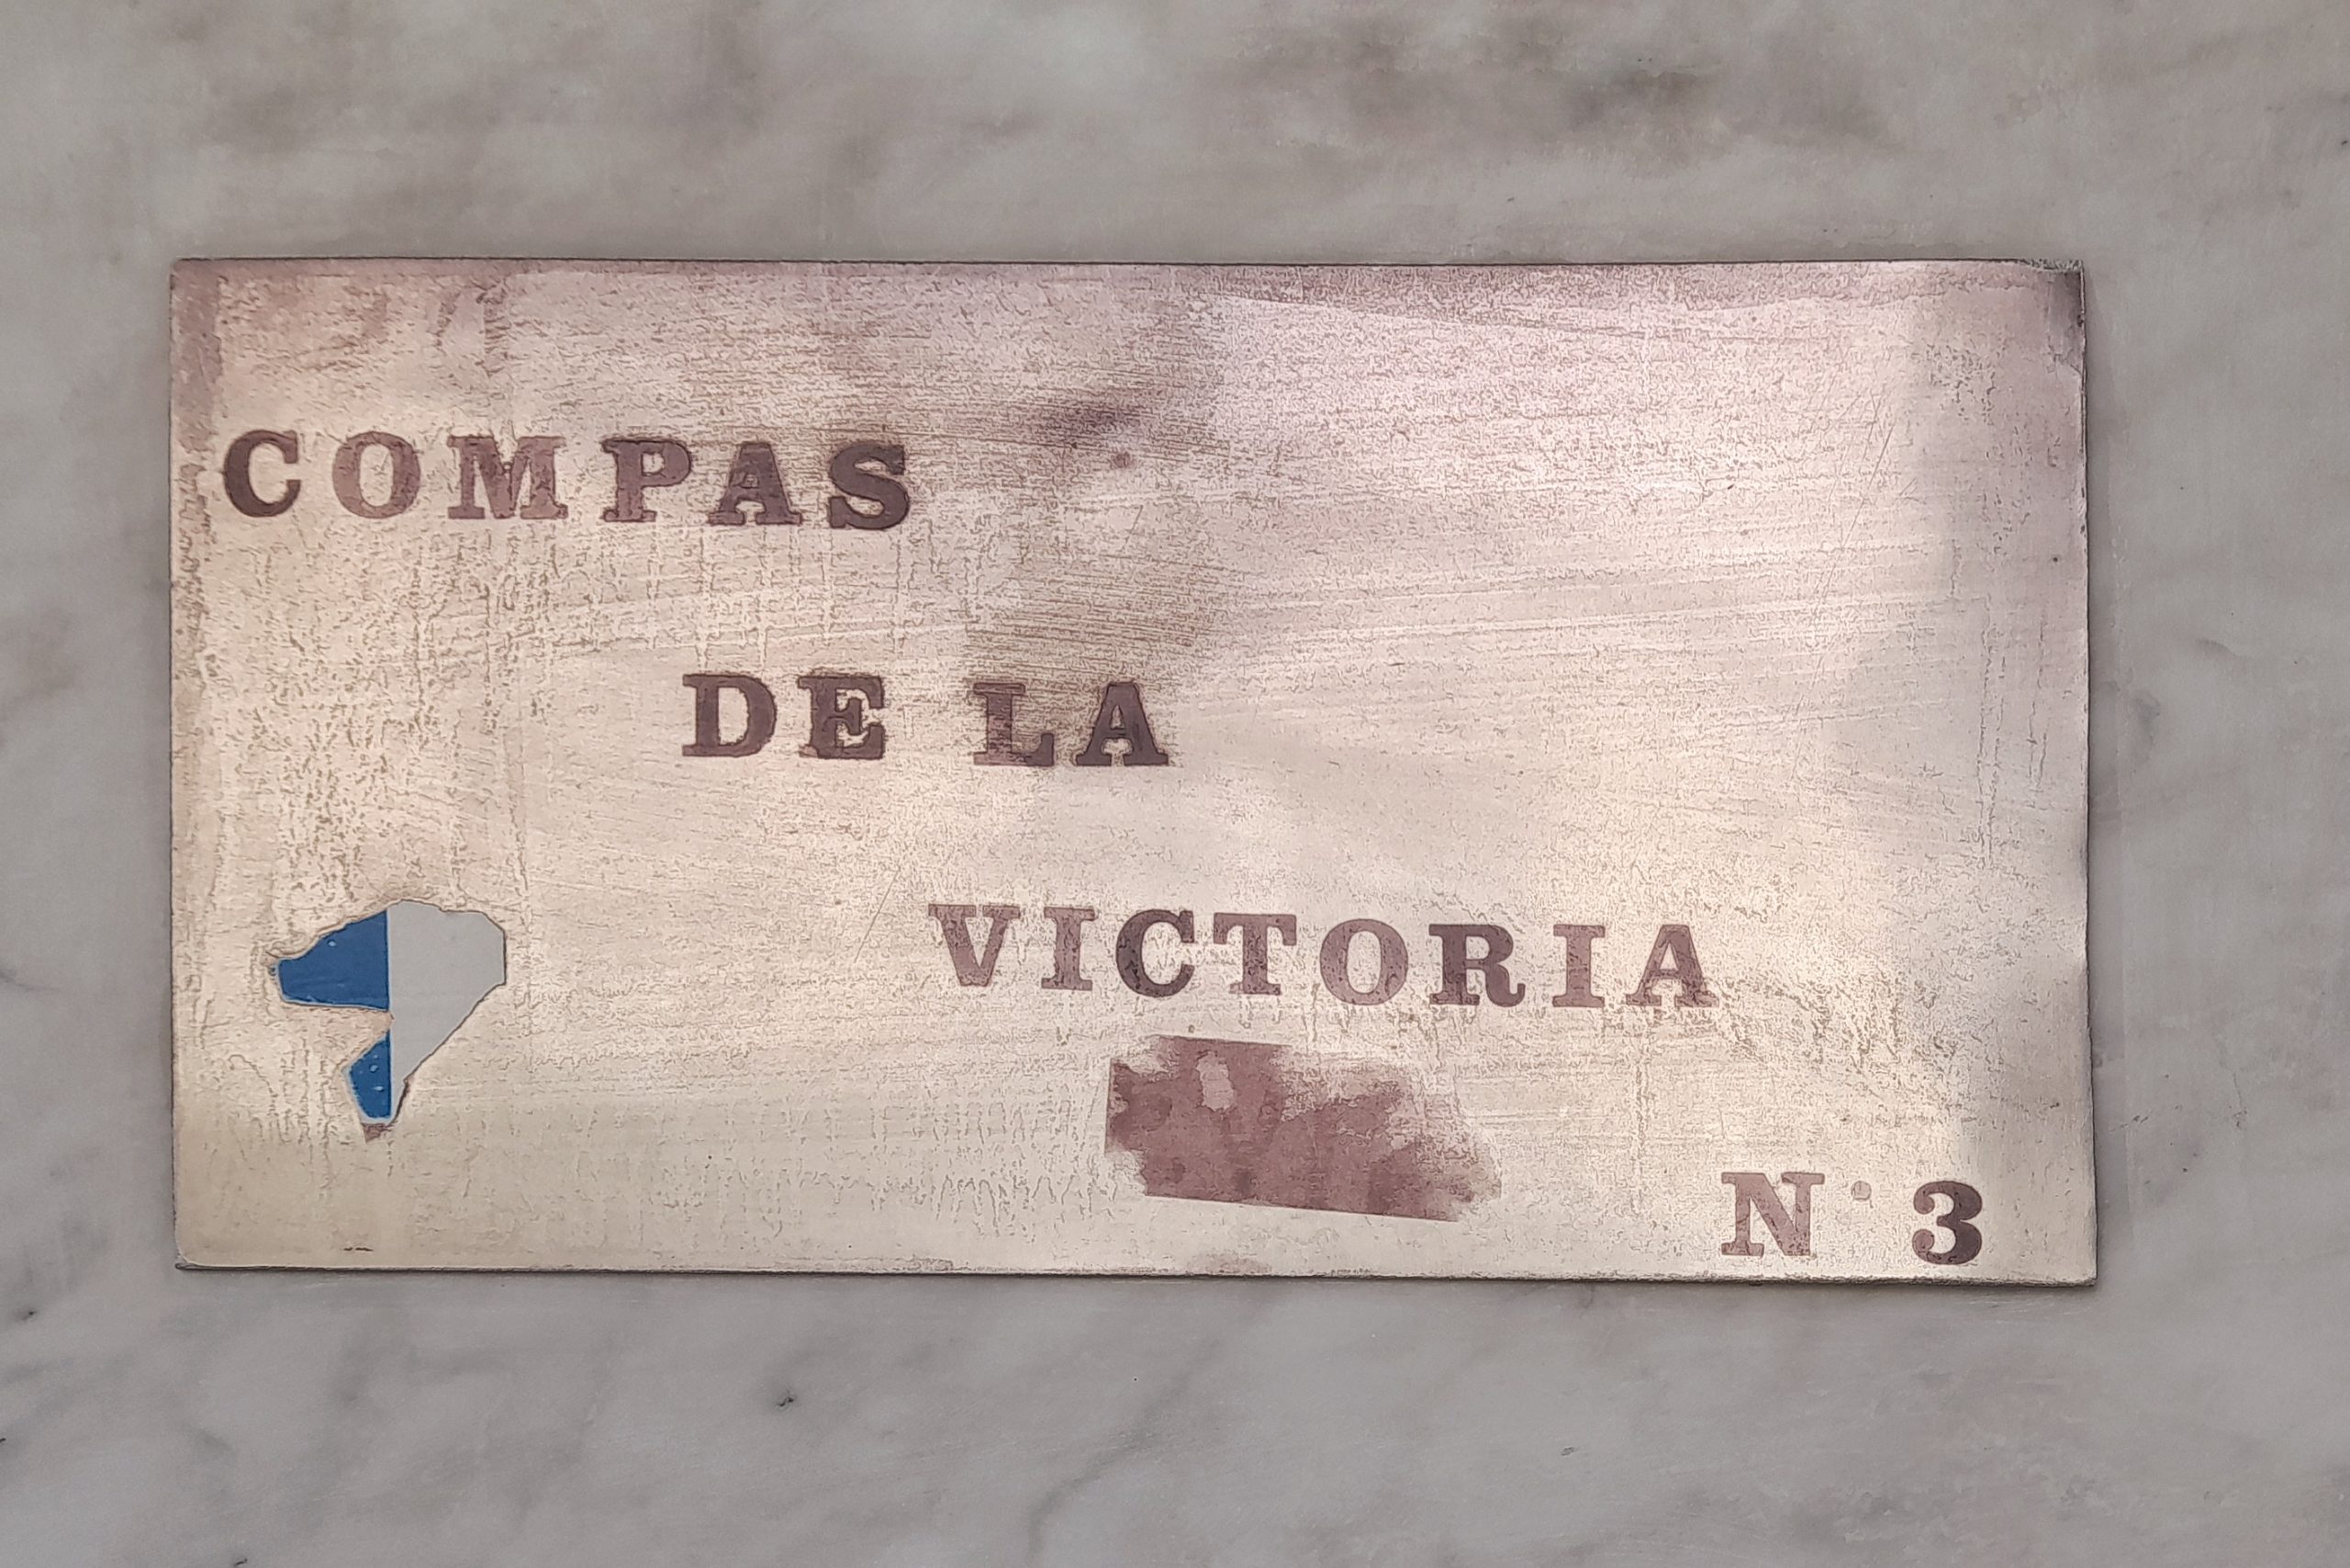 COMPAS
DE LA
VICTORIA
N° 3